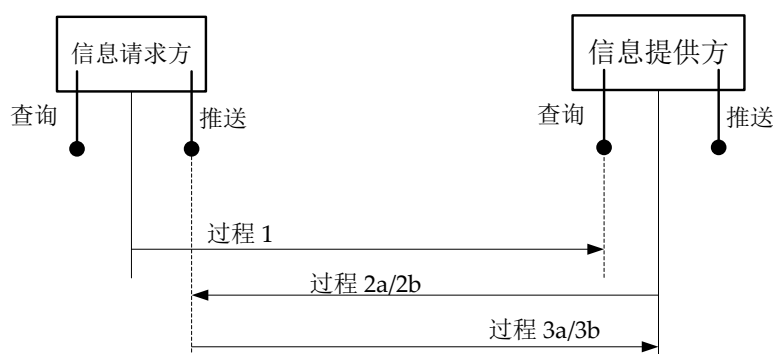 信息请求方
信息提供方
查询
推送
查询
推送
过程 1
过程 2a/2b
过程 3a/3b